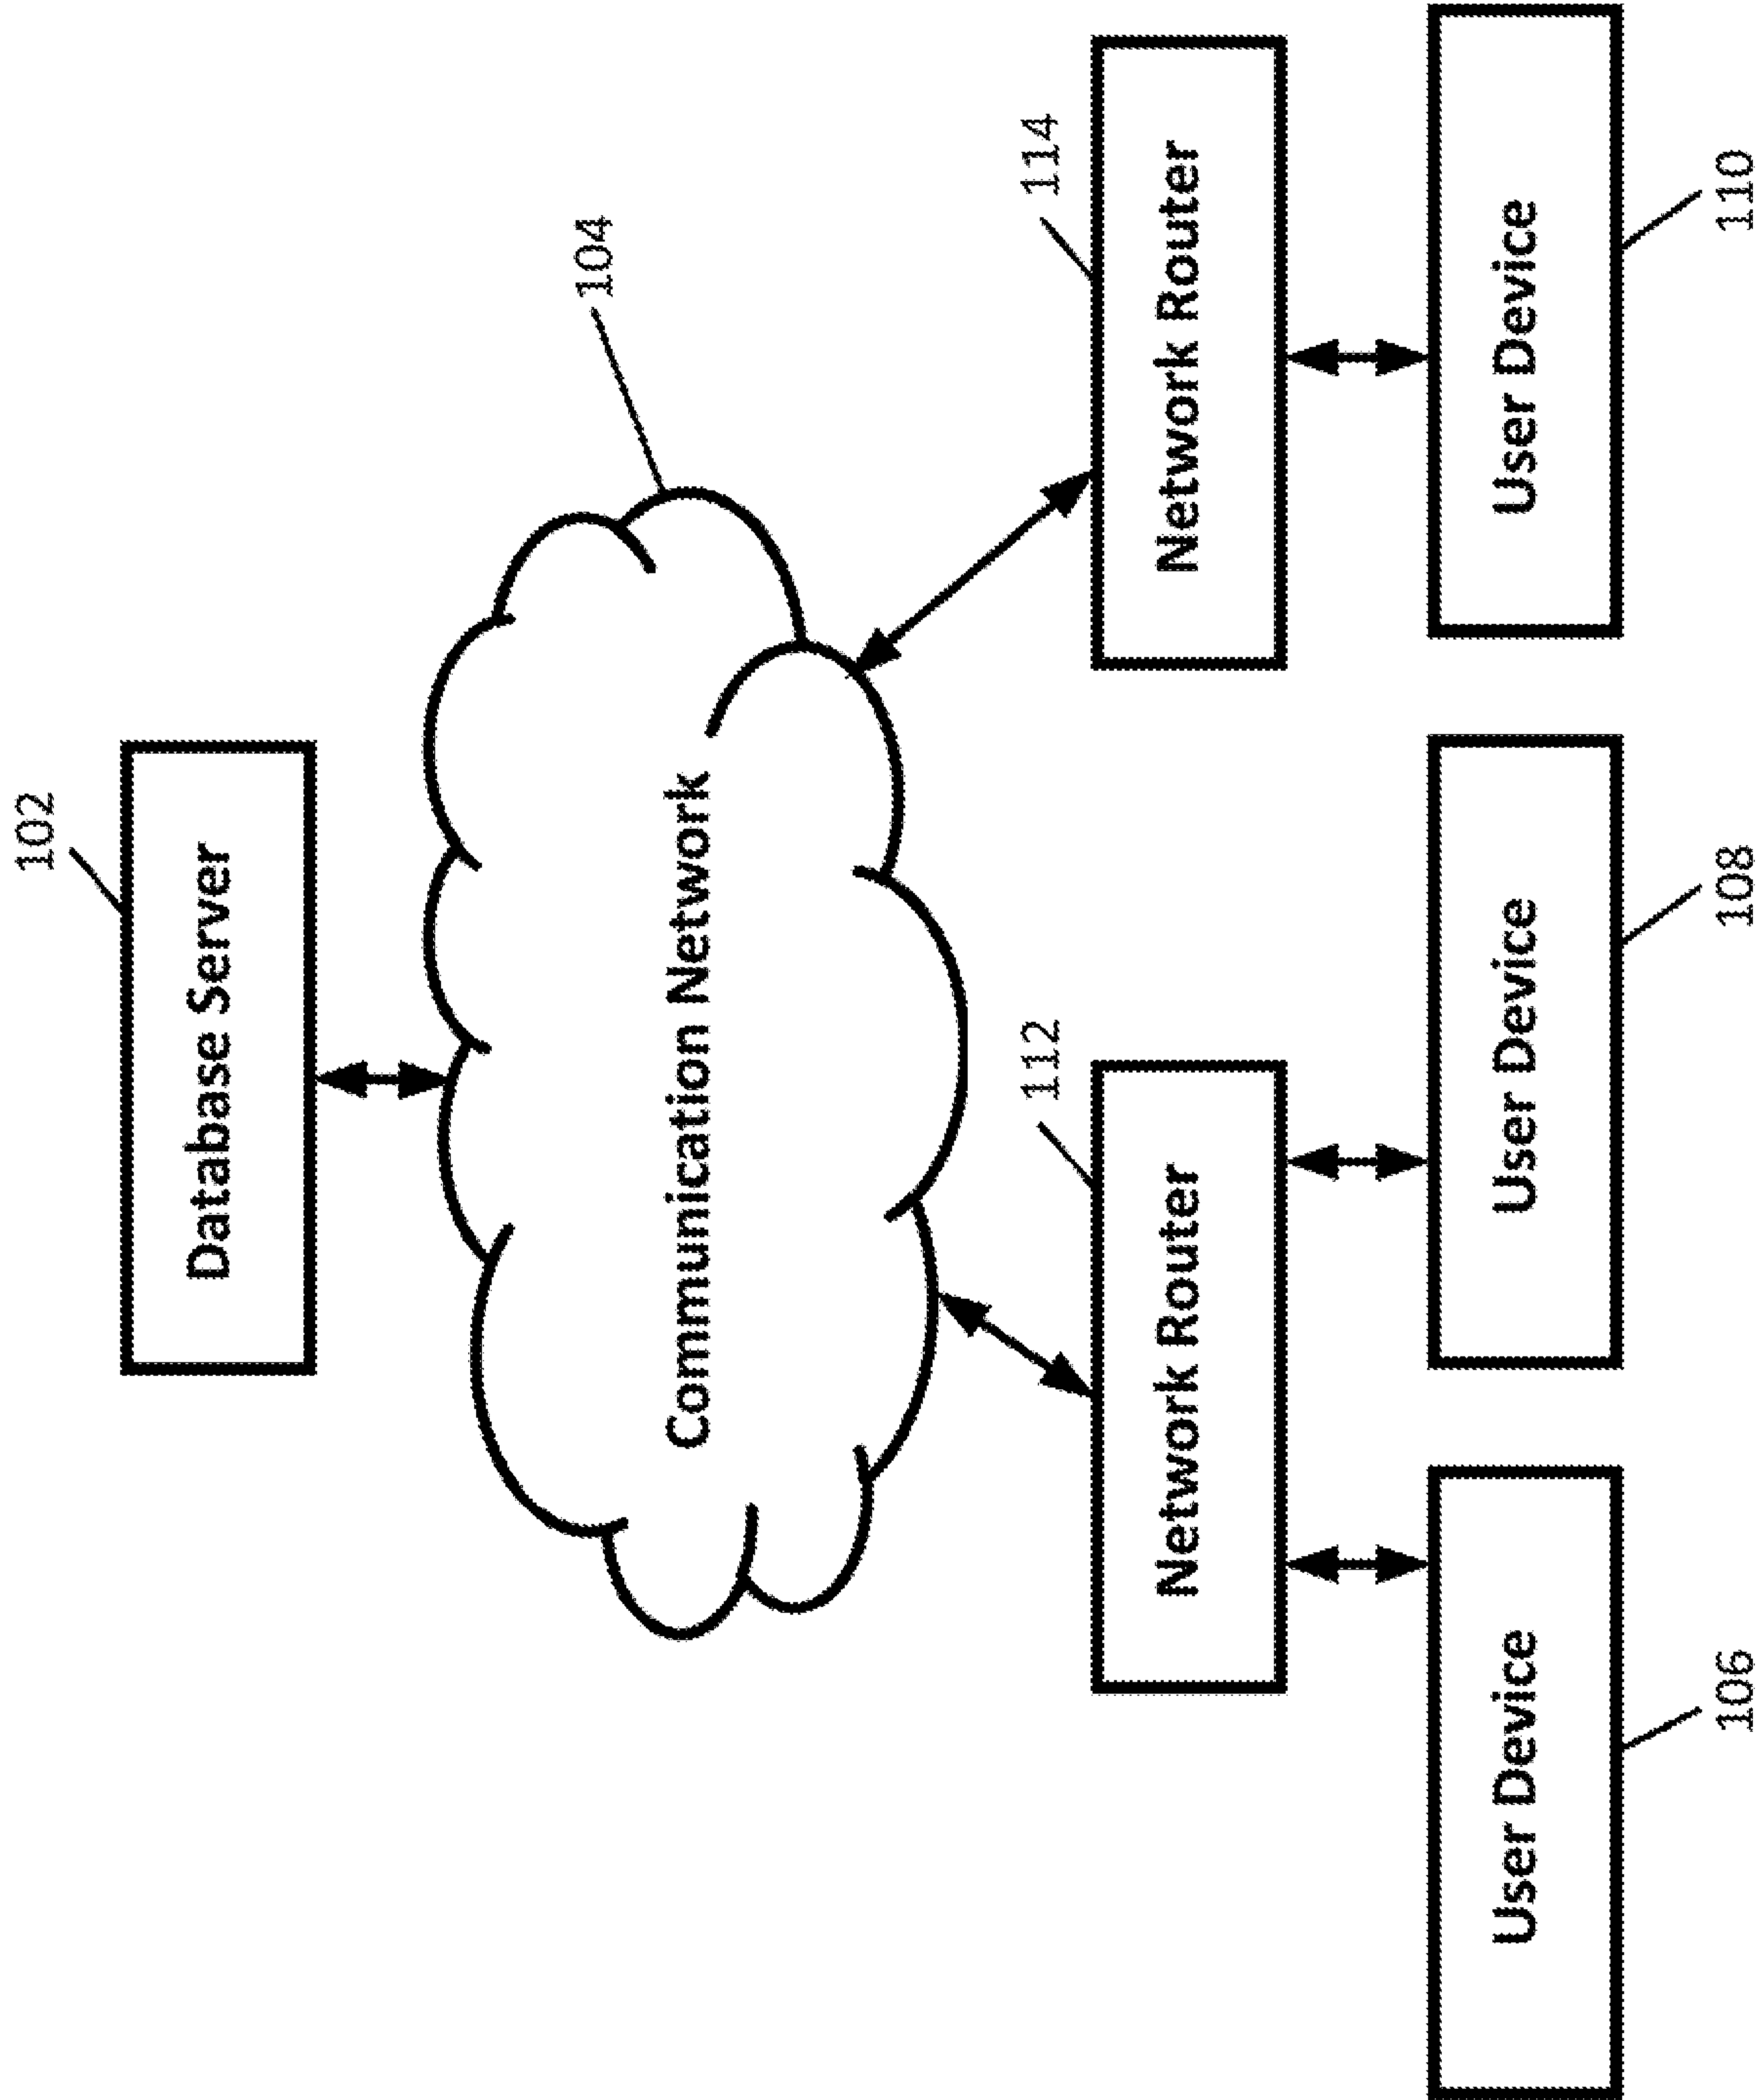 102
Database Server
104
Communication Network
112
114
Network Router
Network Router
User Device
User Device
User Device
106
108
110